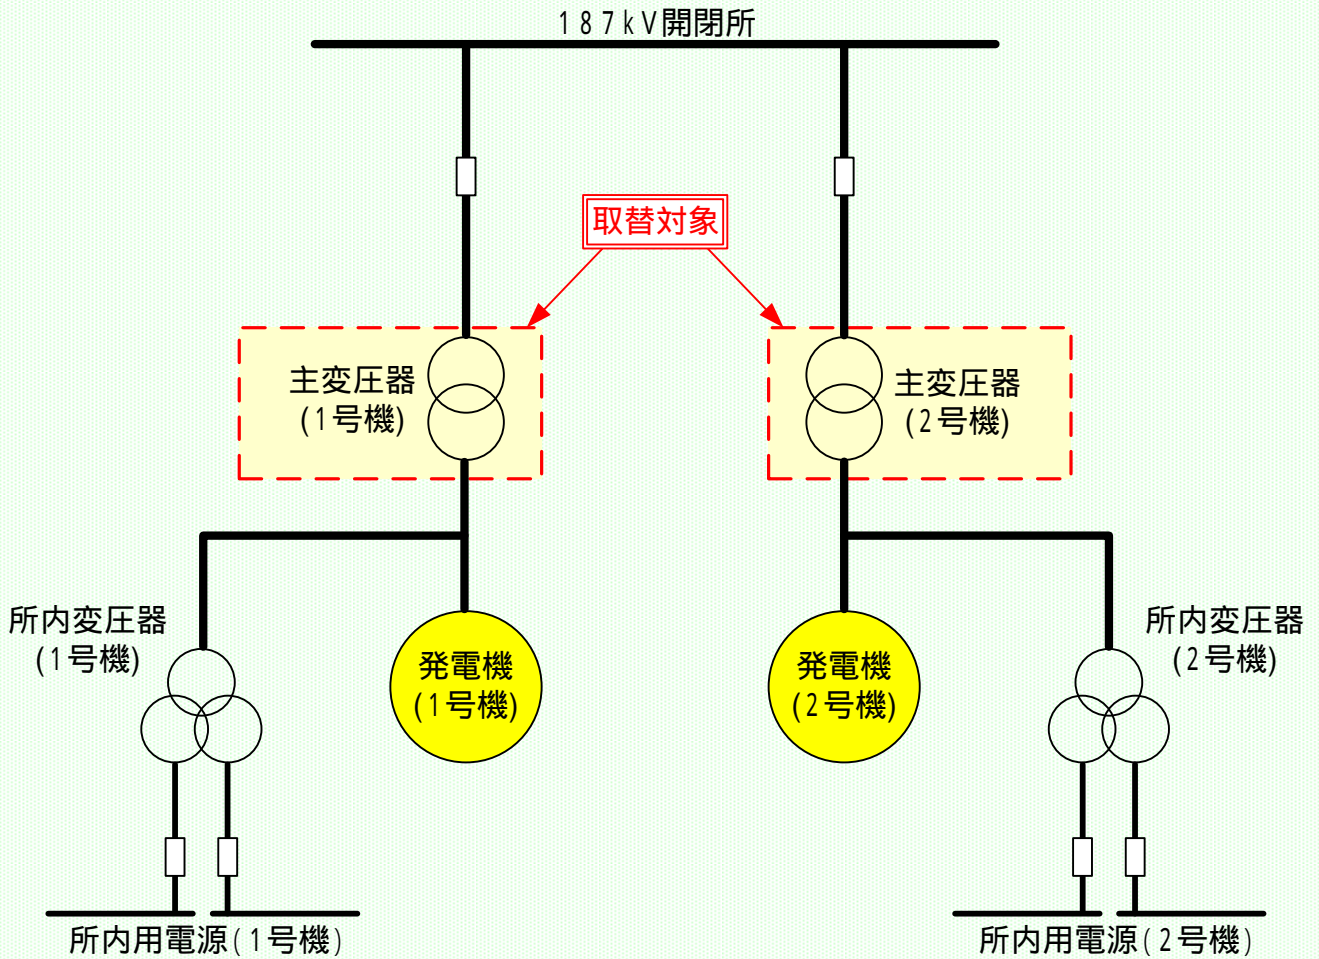 187kV開閉所
取替対象
主変圧器
(1号機)
主変圧器
(2号機)
所内変圧器
(1号機)
発電機
(1号機)
発電機
(2号機)
所内変圧器
(2号機)
所内用電源(1号機)
所内用電源(2号機)